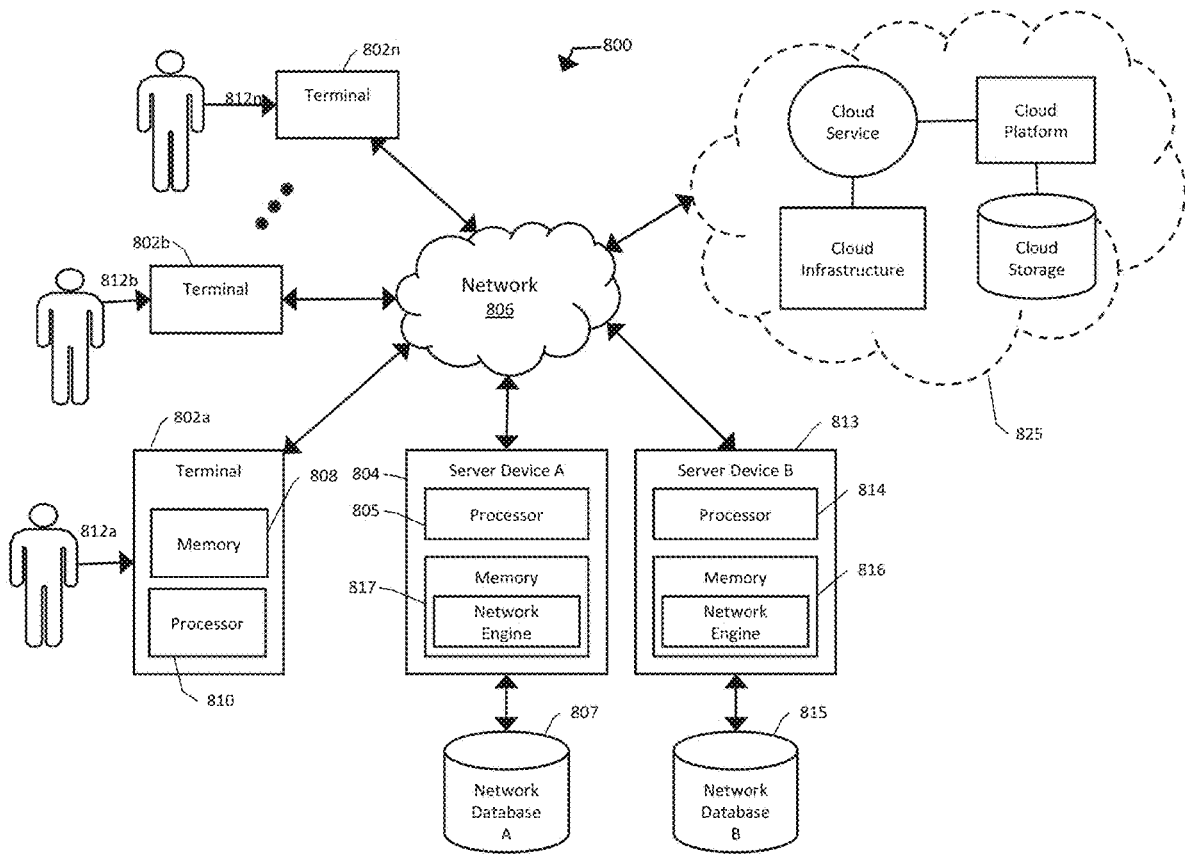 802n
800
Terminal
812n
Cloud
Service
Cloud
Platform
802b
812b
Terminal
Network
806
Cloud
Infrastructure
Cloud
Storage
802a
Terminal
808
Memory
Processor
810
812a
804
Server Device A
805
Processor
817
Memory
Network
Engine
813
Server Device B
814
Processor
816
Memory
Network
Engine
825
807
Network
Database
A
815
Network
Database
B